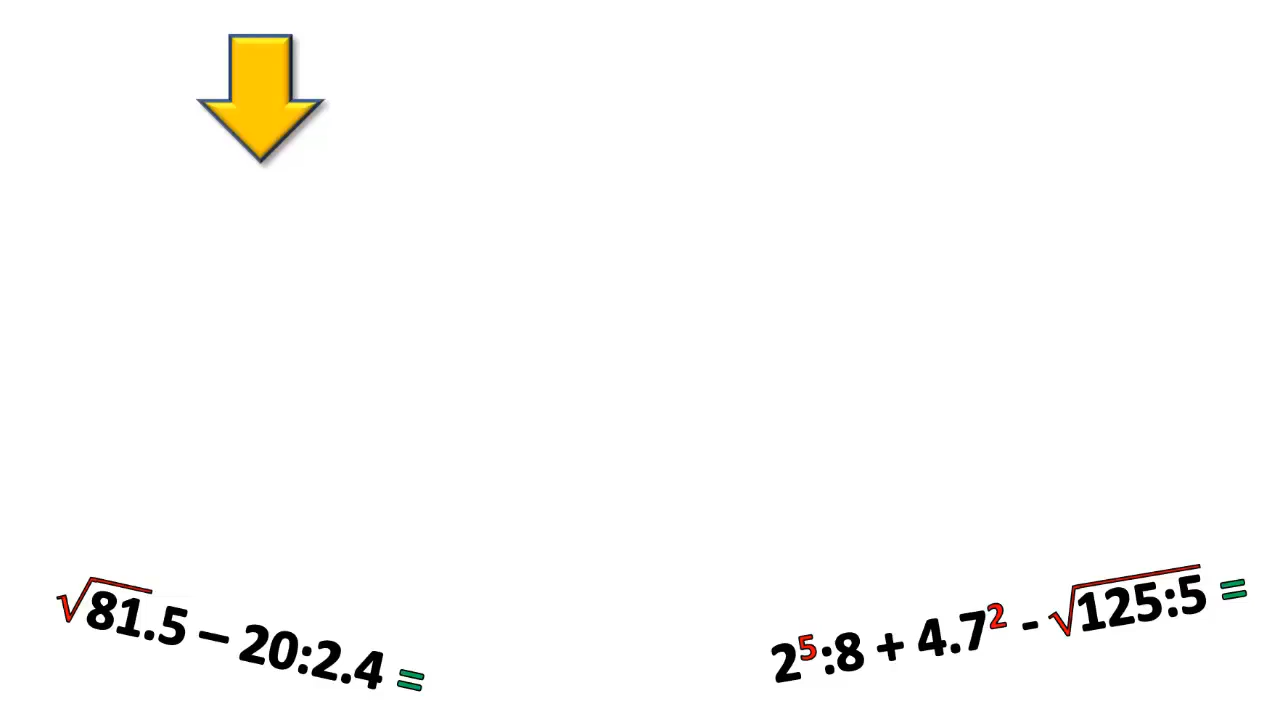 √81.5 – 20:2.4 =
2⁵:8 + 4.7² - √125:5 =